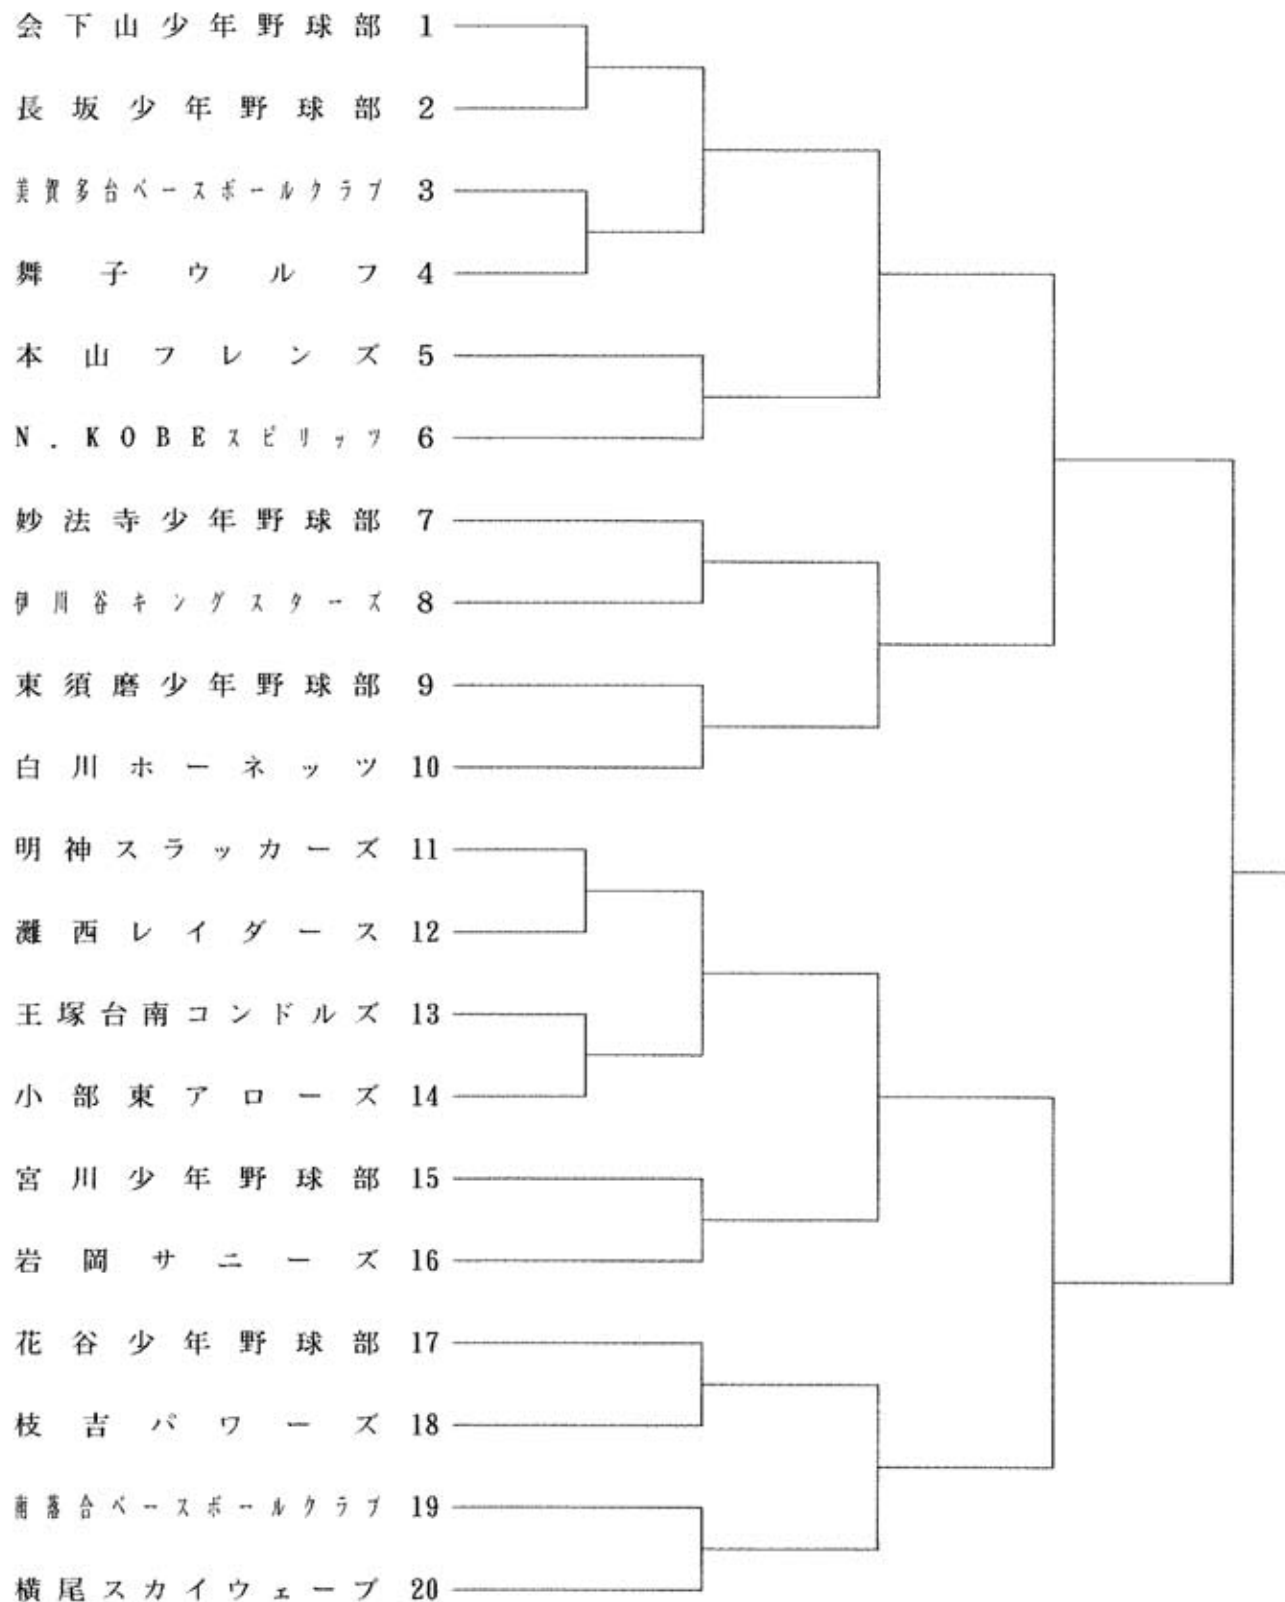 会下山少年野球部 1
長坂少年野球部 2
美賀多台ベースボールクラブ 3
舞子ウルフ 4
本山フレンズ 5
N.KOBEスピリッツ 6
妙法寺少年野球部 7
伊川谷キングスターズ 8
東須磨少年野球部 9
白川ホーネッツ 10
明神スラッカーズ 11
灘西レイダース 12
王塚台南コンドルズ 13
小部東アローズ 14
宮川少年野球部 15
岩岡サニーズ 16
花谷少年野球部 17
枝吉パワーズ 18
南落合ベースボールクラブ 19
横尾スカイウェーブ 20